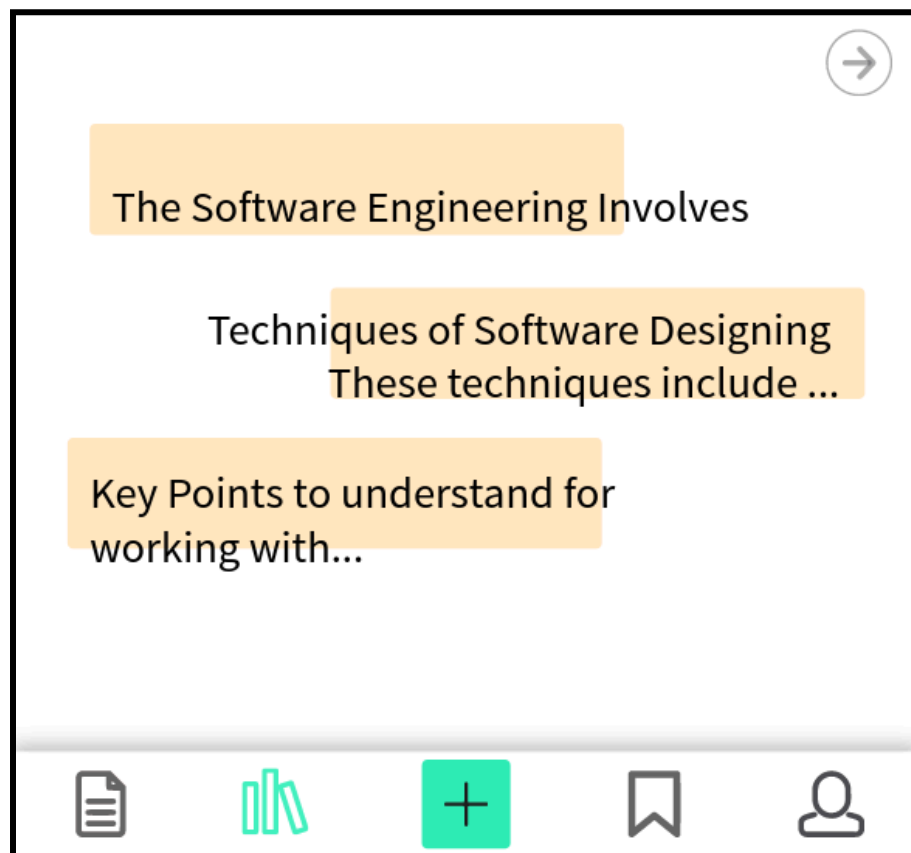 The Software Engineering Involves
Techniques of Software Designing
These techniques include ...
Key Points to understand for
working with...